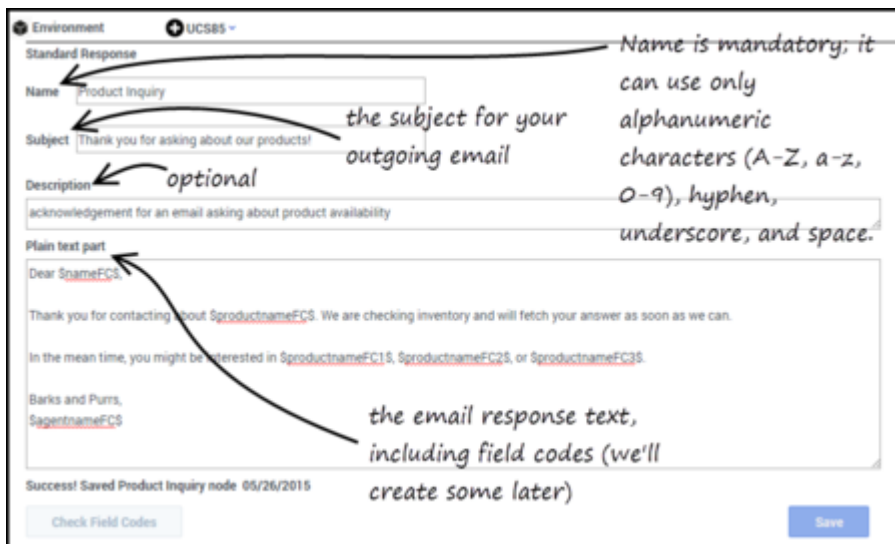 Environment UCS85
Standard Response
Name is mandatory; it
can use only
alphanumeric
characters (A-Z, a-z,
0-9), hyphen,
underscore, and space.
Name Product Inquiry
the subject for your
outgoing email
Subject Thank you for asking about our products!
optional
Description
acknowledgement for an email asking about product availability
Plain text part
Dear $nameFC$,
Thank you for contacting about $productnameFC$. We are checking inventory and will fetch your answer as soon as we can.
In the mean time, you might be interested in $productnameFC1$, $productnameFC2$, or $productnameFC3$.
Barks and Purrs,
$agentnameFC$
the email response text,
including field codes (we'll
create some later)
Success! Saved Product Inquiry node 05/26/2015
Check Field Codes
Save